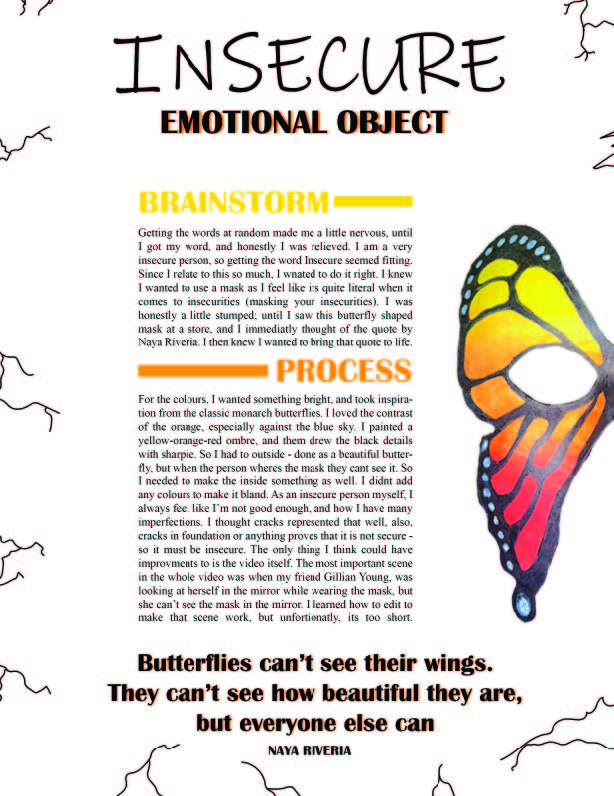 INSECURE
EMOTIONAL OBJECT
BRAINSTORM
Getting the words at random made me a little nervous, until
I got my word, and honestly I was relieved. I am a very
insecure person, so getting the word Insecure seemed fitting.
Since I relate to this so much, I wnated to do it right. I knew
I wanted to use a mask as I feel like its quite literal when it
comes to insecurities (masking your insecurities). I was
honestly a little stumped; until I saw this butterfly shaped
mask at a store, and I immediatly thought of the quote by
Naya Riveria. I then knew I wanted to bring that quote to life.
PROCESS
For the colours, I wanted something bright, and took inspira-
tion from the classic monarch butterflies. I loved the contrast
of the orange, especially against the blue sky. I painted a
yellow-orange-red ombre, and them drew the black details
with sharpie. So I had to outside - done as a beautiful butter-
fly, but when the person wheres the mask they cant see it. So
I needed to make the inside something as well. I didnt add
any colours to make it bland. As an insecure person myself, I
always feel like I'm not good enough, and how I have many
imperfections. I thought cracks represented that well, also,
cracks in foundation or anything proves that it is not secure -
so it must be insecure. The only thing I think could have
improvments to is the video itself. The most important scene
in the whole video was when my friend Gillian Young, was
looking at herself in the mirror while wearing the mask, but
she can't see the mask in the mirror. I learned how to edit to
make that scene work, but unfortionatly, its too short.
Butterflies can't see their wings.
They can't see how beautiful they are,
but everyone else can
NAYA RIVERIA